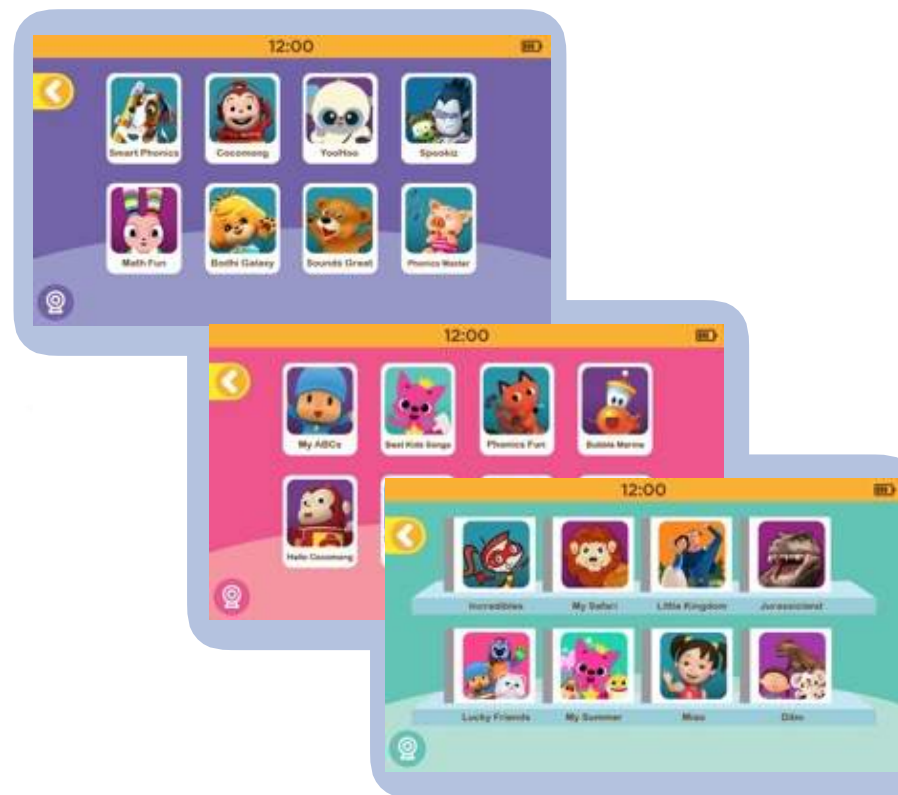 12:00
Smart Phonics Cocomong YooHoo Spookiz
Math Fun Bodhi Galaxy Sounds Great Phonics Master
12:00
My ABCs Best Kids Songs Phonics Fun Bubble Marine
Hello Cocomong
12:00
Incredibles My Safari Little Kingdom Jurassicland
Lucky Friends My Summer Miao Dibo